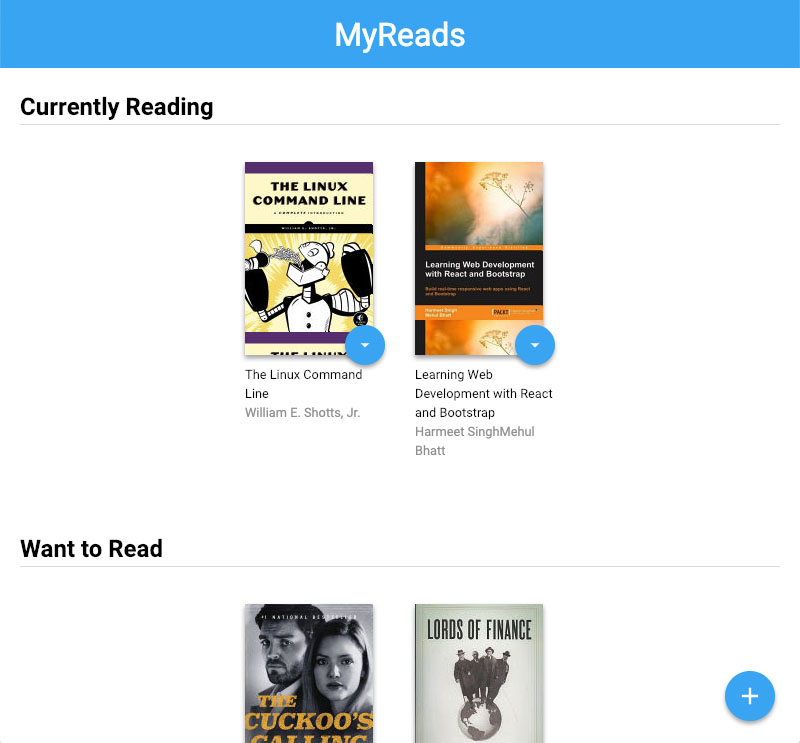 MyReads
Currently Reading
THE LINUX
COMMAND LINE
A COMPLETE INTRODUCTION
WILLIAM E. SHOTTS, JR.
THE LINUX
Learning Web Development
with React and Bootstrap
Build real-time responsive web apps using React
and Bootstrap
Harmeet Singh
Mehul Bhatt
[PACKT]
The Linux Command
Line
William E. Shotts, Jr.
Learning Web
Development with React
and Bootstrap
Harmeet SinghMehul
Bhatt
Want to Read
#1 NATIONAL BESTSELLER
THE
CUCKOO'S
CALLING
LORDS OF FINANCE